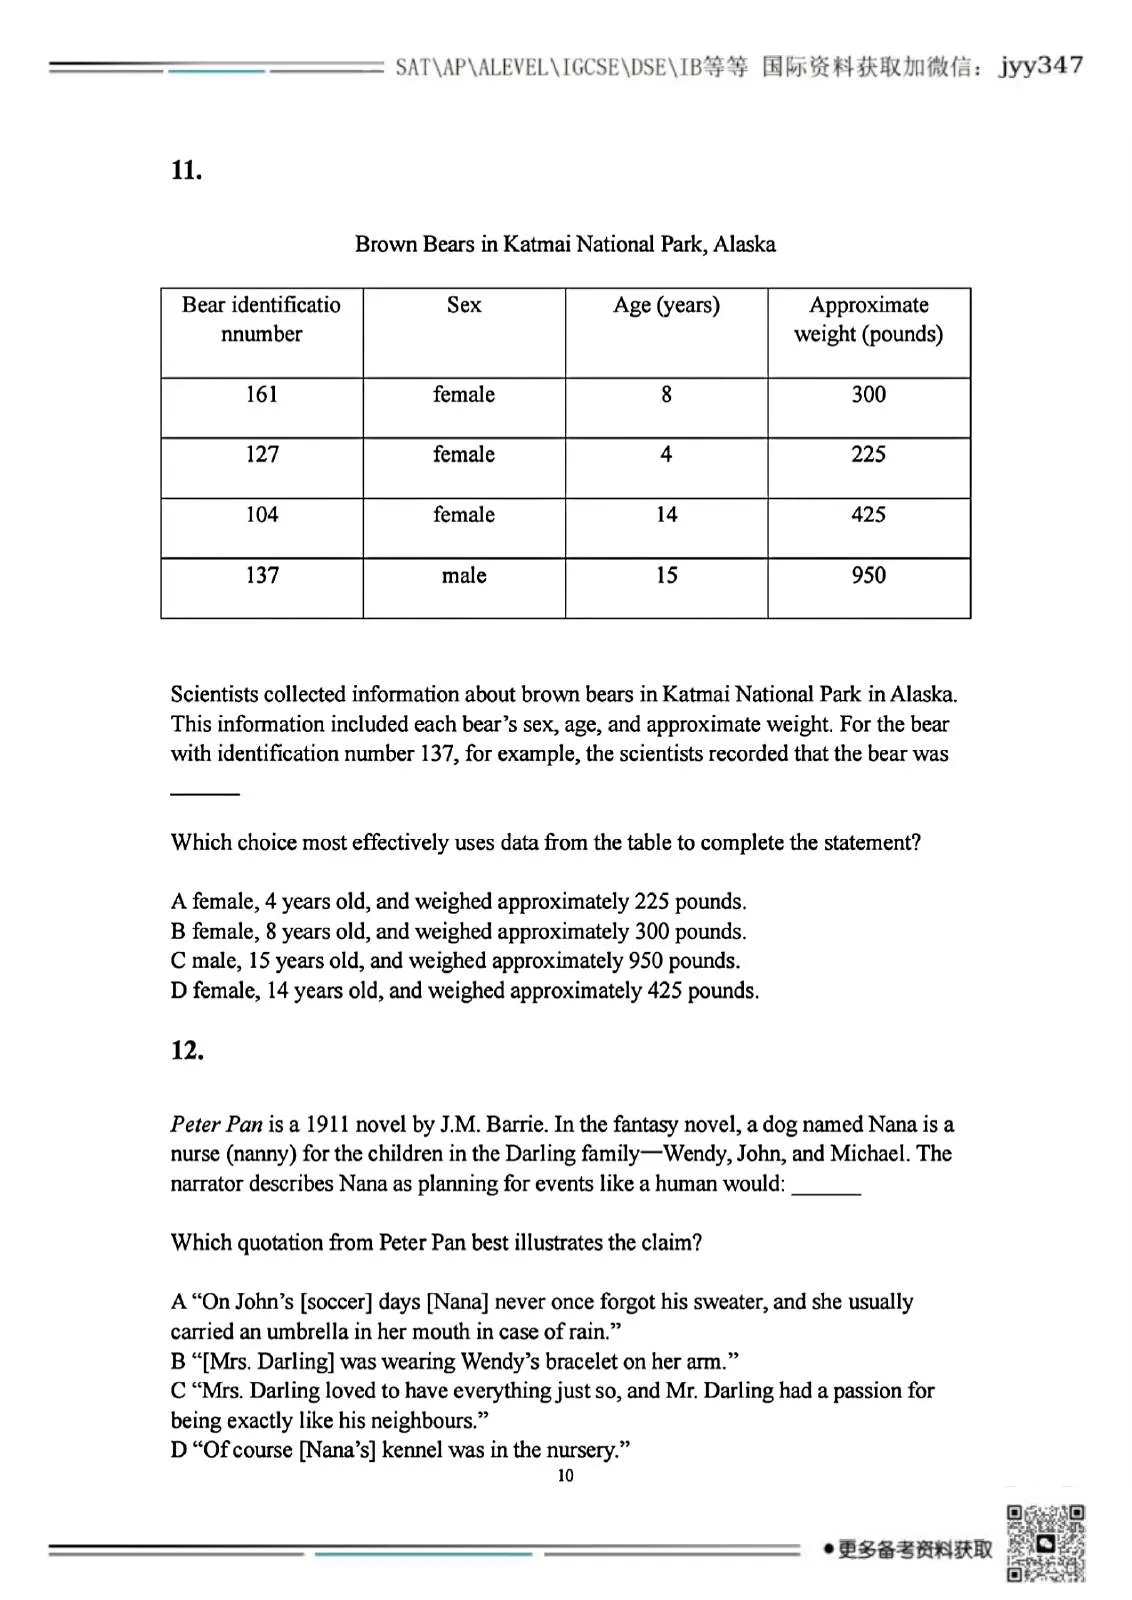 SAT\AP\ALEVEL\IGCSE\DSE\IB等等 国际资料获取加微信：jyy347
11.
Brown Bears in Katmai National Park, Alaska
Bear identificatio nnumber Sex Age (years) Approximate weight (pounds)
161 female 8 300
127 female 4 225
104 female 14 425
137 male 15 950
Scientists collected information about brown bears in Katmai National Park in Alaska.
This information included each bear’s sex, age, and approximate weight. For the bear
with identification number 137, for example, the scientists recorded that the bear was
______
Which choice most effectively uses data from the table to complete the statement?
A female, 4 years old, and weighed approximately 225 pounds.
B female, 8 years old, and weighed approximately 300 pounds.
C male, 15 years old, and weighed approximately 950 pounds.
D female, 14 years old, and weighed approximately 425 pounds.
12.
Peter Pan is a 1911 novel by J.M. Barrie. In the fantasy novel, a dog named Nana is a
nurse (nanny) for the children in the Darling family—Wendy, John, and Michael. The
narrator describes Nana as planning for events like a human would: ______
Which quotation from Peter Pan best illustrates the claim?
A “On John’s [soccer] days [Nana] never once forgot his sweater, and she usually
carried an umbrella in her mouth in case of rain.”
B “[Mrs. Darling] was wearing Wendy’s bracelet on her arm.”
C “Mrs. Darling loved to have everything just so, and Mr. Darling had a passion for
being exactly like his neighbours.”
D “Of course [Nana’s] kennel was in the nursery.”
10
●更多备考资料获取